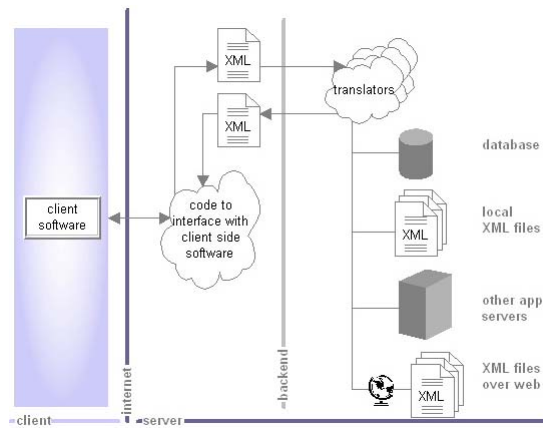 XML
translators
XML
database
client
software
code to
interface with
client side
software
local
XML files
XML
other app
servers
XML files
over web
XML
internet
backend
client
server